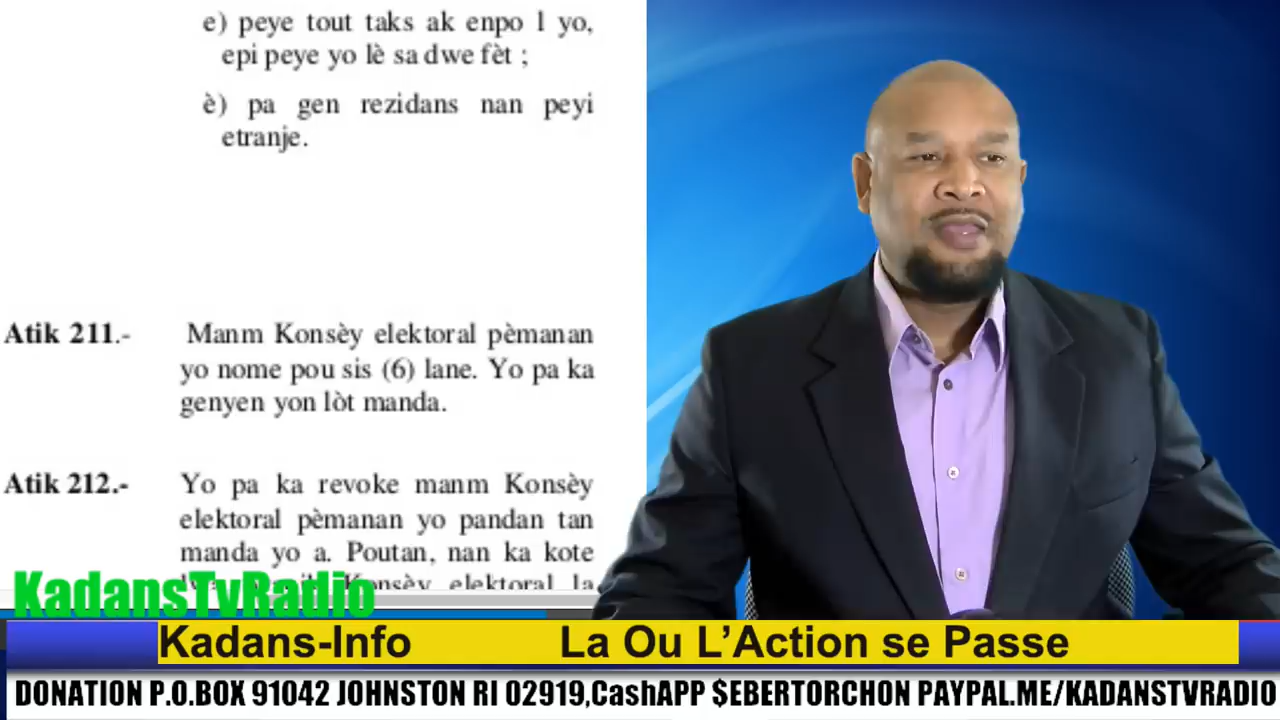 e) peye tout taks ak enpo l yo,
epi peye yo lè sa dwe fèt ;
è) pa gen rezidans nan peyi
etranje.
Atik 211.- Manm Konsèy elektoral pèmanan
yo nome pou sis (6) lane. Yo pa ka
genyen yon lòt manda.
Atik 212.- Yo pa ka revoke manm Konsèy
elektoral pèmanan yo pandan tan
manda yo a. Poutan, nan ka kote
Konsèy elektoral la
KadansTvRadio
Kadans-Info La Ou L’Action se Passe
DONATION P.O.BOX 91042 JOHNSTON RI 02919,CashAPP $EBERTORCHON PAYPAL.ME/KADANSTVRADIO